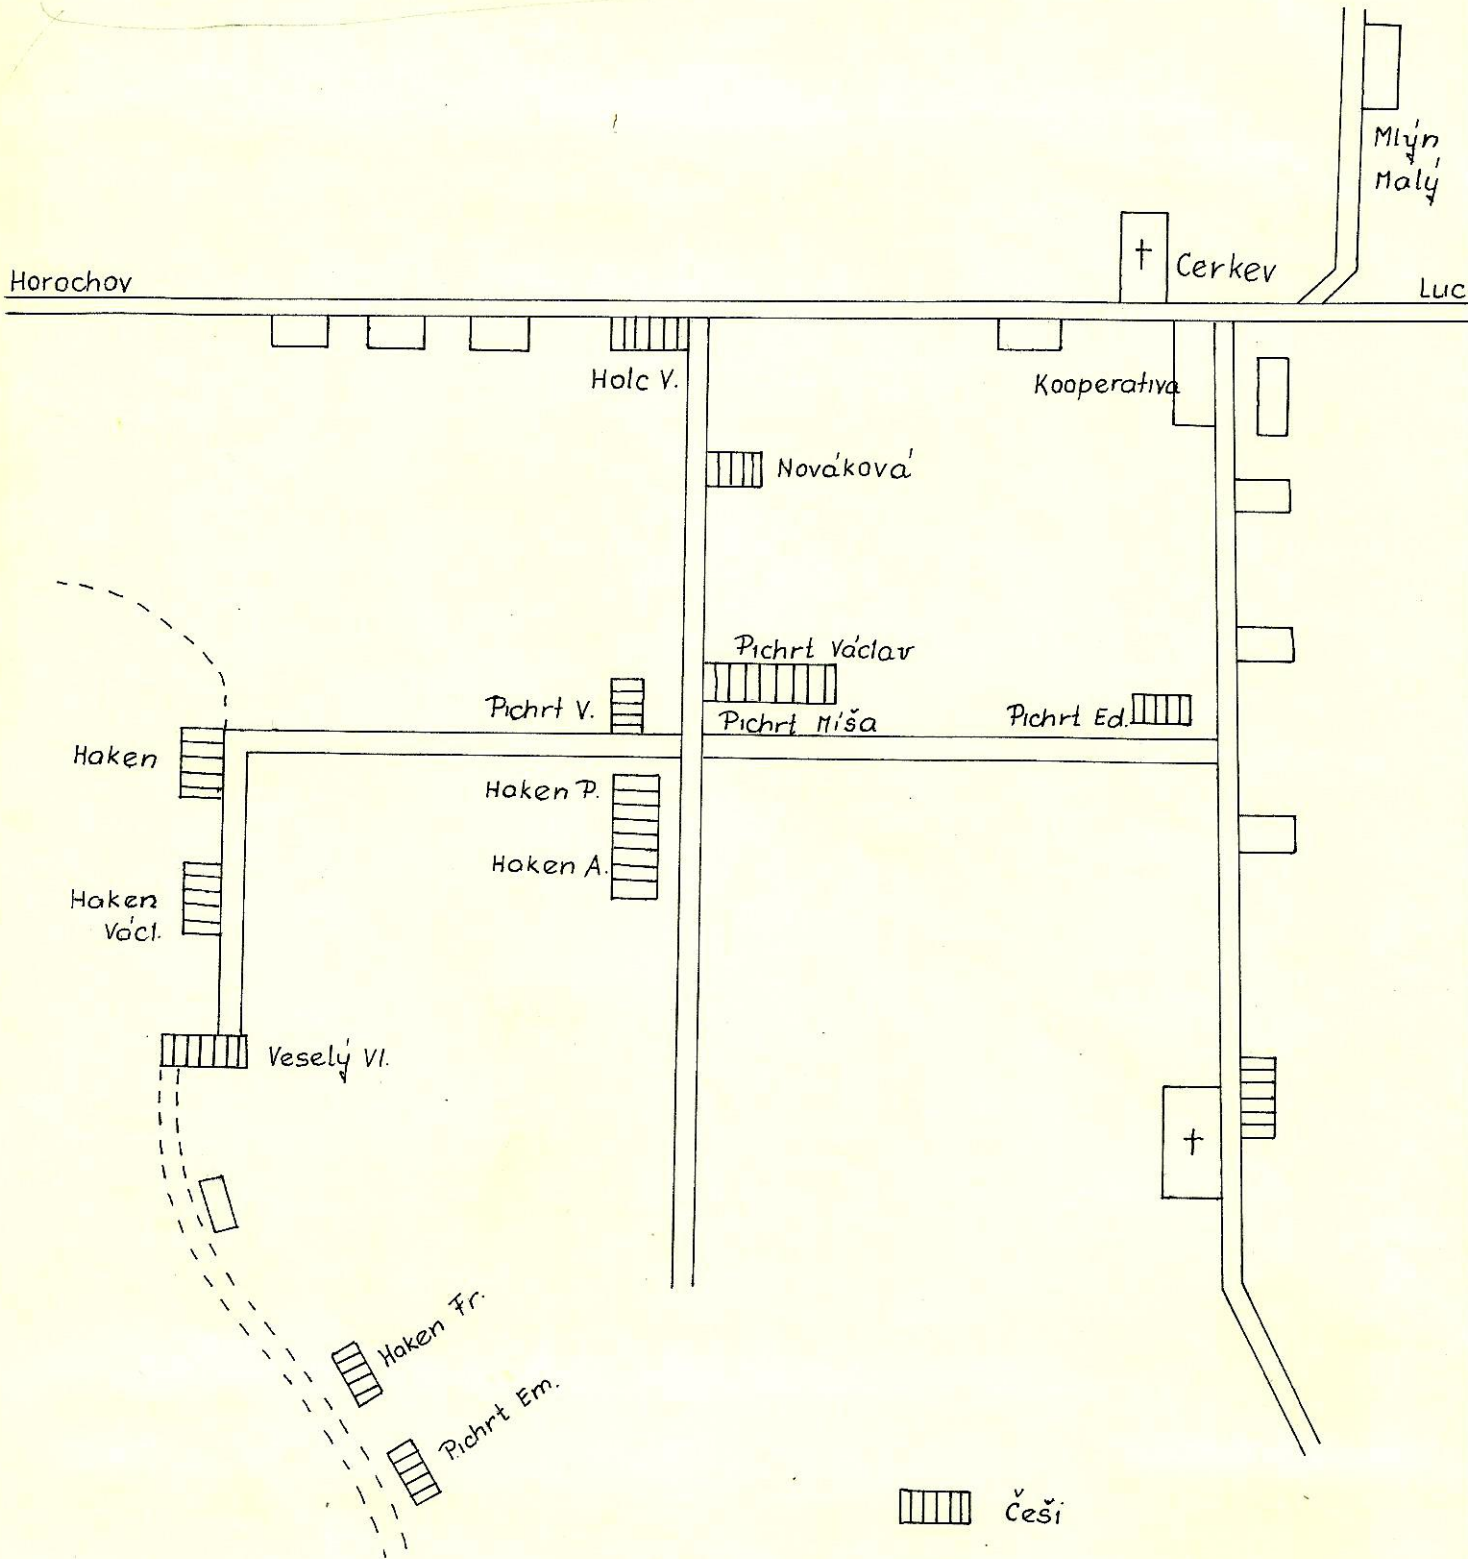 Mlýn
Malý
Cerkev
Horochov
Luc
Holc V.
Kooperativa
Nováková
Pichrt Václav
Pichrt V.
Pichrt Míša
Pichrt Ed.
Haken
Haken P.
Haken A.
Haken
Václ.
Veselý Vl.
Haken Fr.
Pichrt Em.
Češi